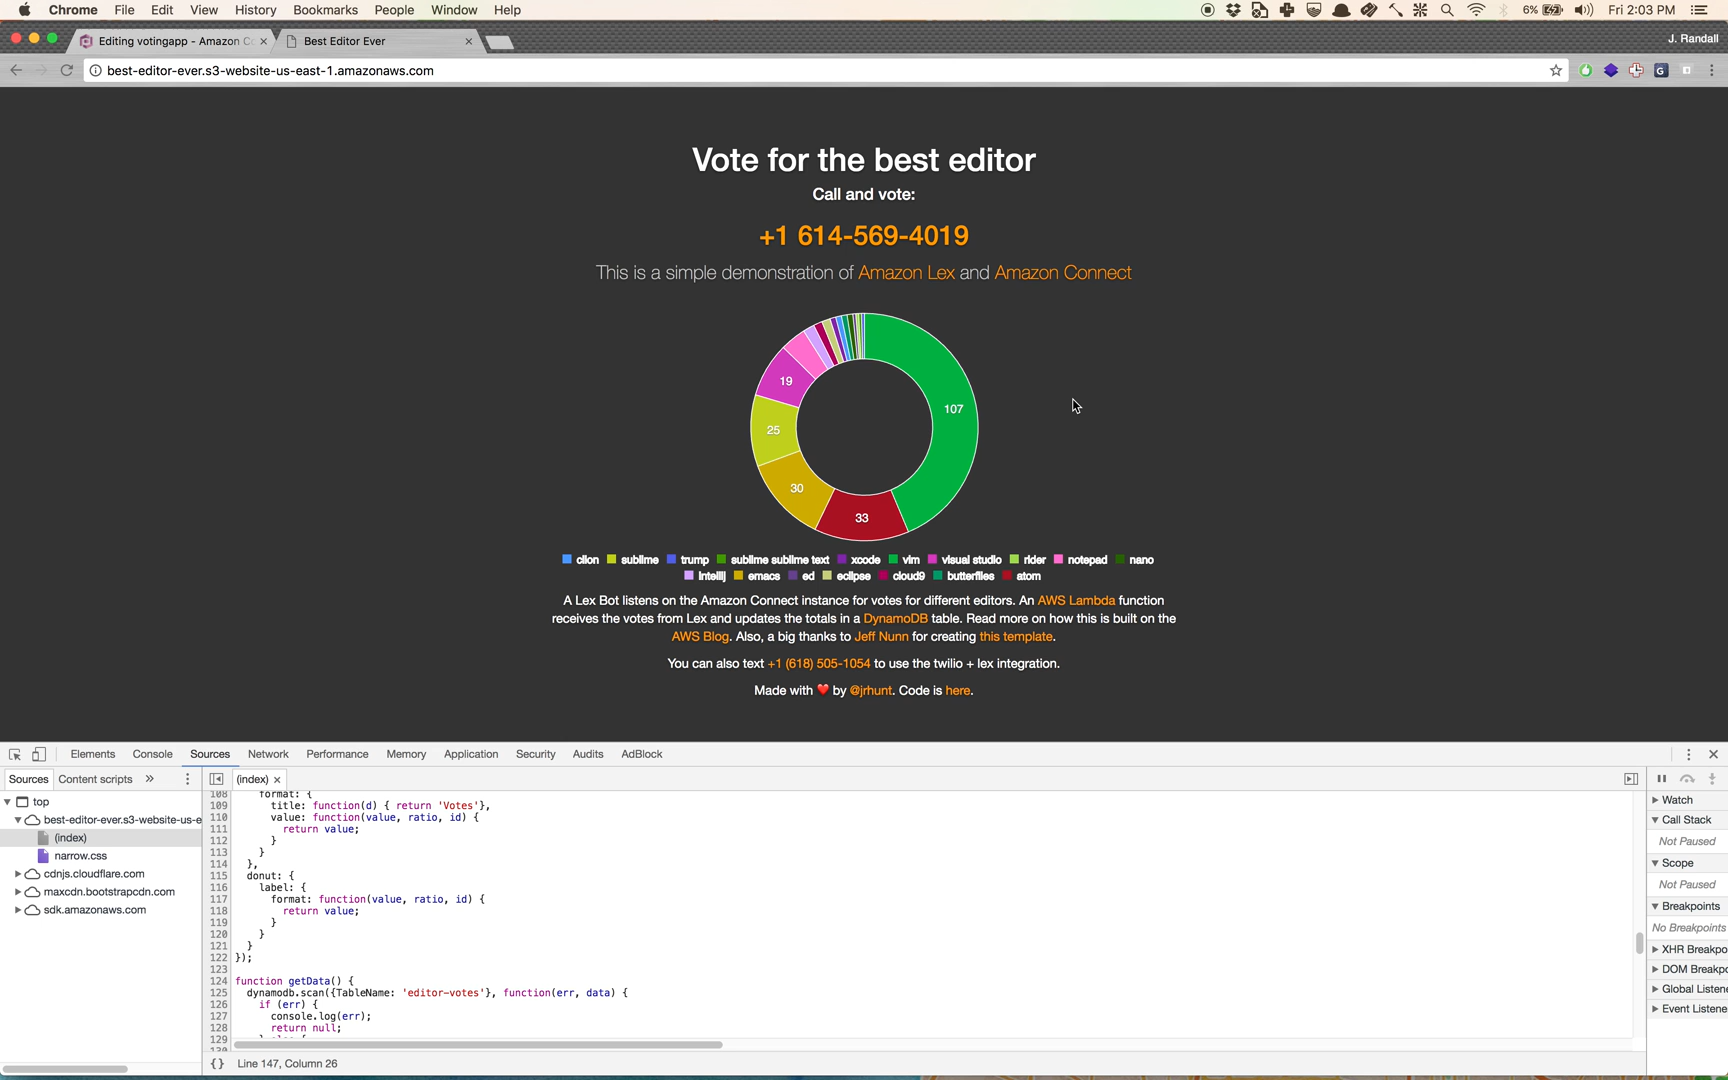 Chrome File Edit View History Bookmarks People Window Help
6% Fri 2:03 PM
Editing votingapp - Amazon Co
Best Editor Ever
J. Randall
best-editor-ever.s3-website-us-east-1.amazonaws.com
Vote for the best editor
Call and vote:
+1 614-569-4019
This is a simple demonstration of Amazon Lex and Amazon Connect
107
19
25
30
33
clion sublime trump sublime sublime text xcode vim visual studio rider notepad nano
intellij emacs ed eclipse cloud9 butterflies atom
A Lex Bot listens on the Amazon Connect instance for votes for different editors. An AWS Lambda function
receives the votes from Lex and updates the totals in a DynamoDB table. Read more on how this is built on the
AWS Blog. Also, a big thanks to Jeff Nunn for creating this template.
You can also text +1 (618) 505-1054 to use the twilio + lex integration.
Made with ❤️ by @jrhunt. Code is here.
Elements Console Sources Network Performance Memory Application Security Audits AdBlock
Sources Content scripts »
(index)
top
best-editor-ever.s3-website-us-e
(index)
narrow.css
cdnjs.cloudflare.com
maxcdn.bootstrapcdn.com
sdk.amazonaws.com
108 format: {
109 title: function(d) { return 'Votes'},
110 value: function(value, ratio, id) {
111 return value;
112 }
113 }
114 },
115 donut: {
116 label: {
117 format: function(value, ratio, id) {
118 return value;
119 }
120 }
121 }
122 });
123
124 function getData() {
125 dynamodb.scan({TableName: 'editor-votes'}, function(err, data) {
126 if (err) {
127 console.log(err);
128 return null;
129 } else {
{} Line 147, Column 26
Watch
Call Stack
Not Paused
Scope
Not Paused
Breakpoints
No Breakpoints
XHR Breakpo
DOM Breakpo
Global Listene
Event Listene